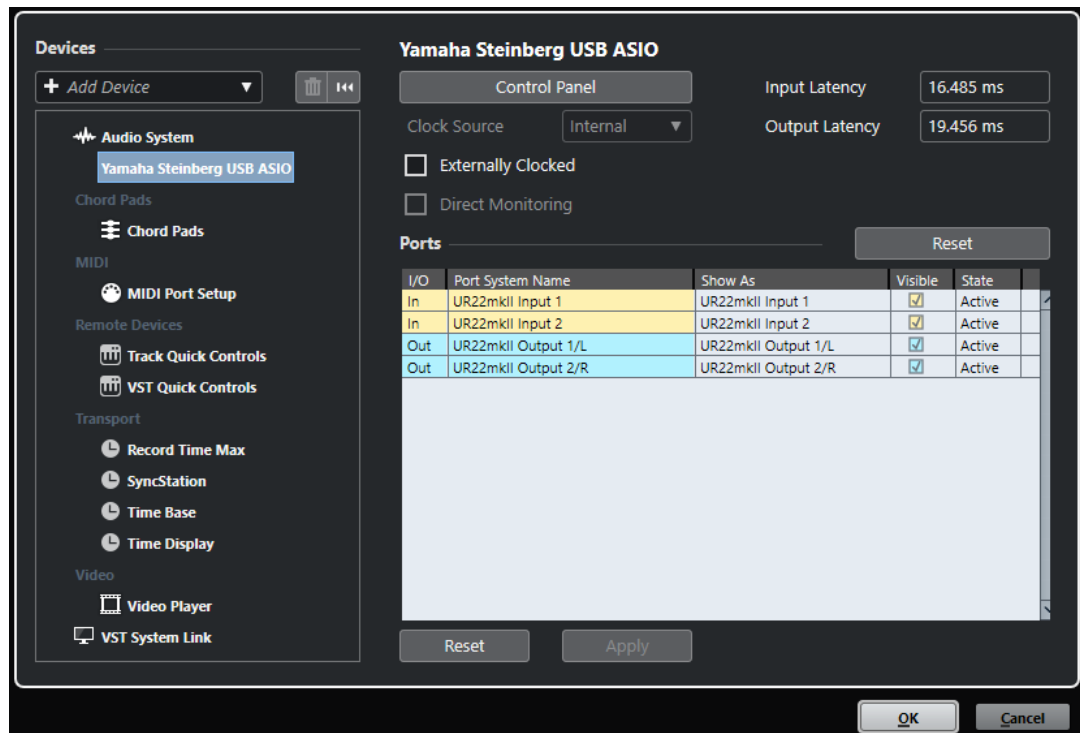 Devices
Add Device
Audio System
Yamaha Steinberg USB ASIO
Chord Pads
Chord Pads
MIDI
MIDI Port Setup
Remote Devices
Track Quick Controls
VST Quick Controls
Transport
Record Time Max
SyncStation
Time Base
Time Display
Video
Video Player
VST System Link
Yamaha Steinberg USB ASIO
Control Panel
Input Latency 16.485 ms
Clock Source Internal
Output Latency 19.456 ms
Externally Clocked
Direct Monitoring
Ports
Reset
I/O Port System Name Show As Visible State
In UR22mkII Input 1 UR22mkII Input 1 Active
In UR22mkII Input 2 UR22mkII Input 2 Active
Out UR22mkII Output 1/L UR22mkII Output 1/L Active
Out UR22mkII Output 2/R UR22mkII Output 2/R Active
Reset Apply
OK Cancel